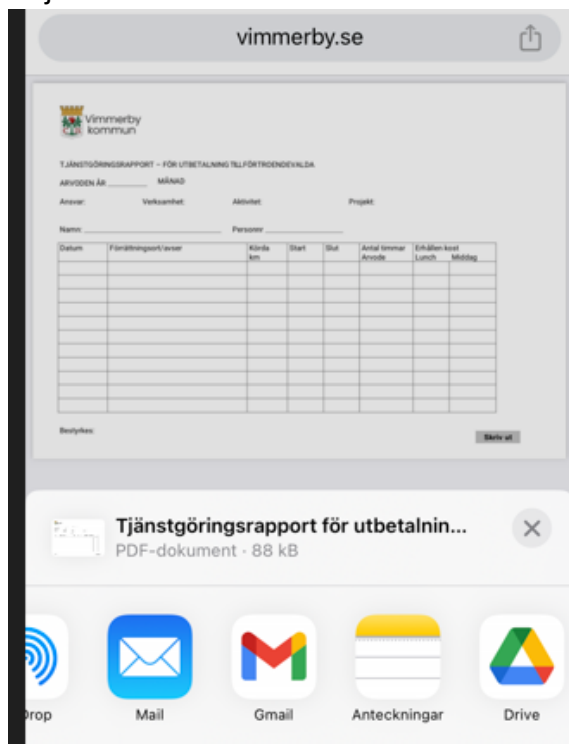 vimmerby.se
Vimmerby
kommun
TJÄNSTGÖRINGSRAPPORT – FÖR UTBETALNING TILL FÖRTROENDEVALDA
ARVODEN ÅR MÅNAD
Ansvar: Verksamhet: Aktivitet: Projekt:
Namn: Personnr
Datum Förrättningsort/avser Körda km Start Slut Antal timmar Arvode Erhållen kost Lunch Middag
Bestyrkes:
Skriv ut
Tjänstgöringsrapport för utbetalnin...
PDF-dokument · 88 kB
Drop Mail Gmail Anteckningar Drive